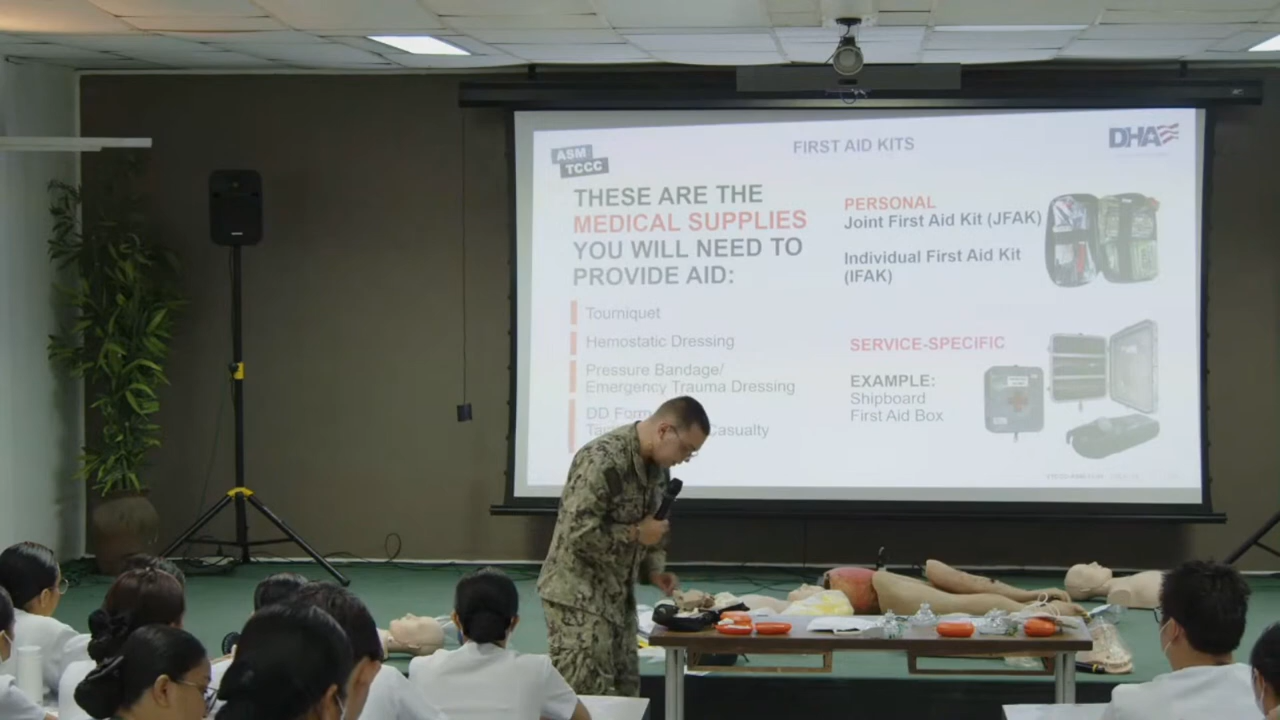 FIRST AID KITS
DHA
ASM
TCCC
THESE ARE THE
MEDICAL SUPPLIES
YOU WILL NEED TO
PROVIDE AID:
Tourniquet
Hemostatic Dressing
Pressure Bandage/
Emergency Trauma Dressing
DD Form
Casualty
PERSONAL
Joint First Aid Kit (JFAK)
Individual First Aid Kit
(IFAK)
SERVICE-SPECIFIC
EXAMPLE:
Shipboard
First Aid Box